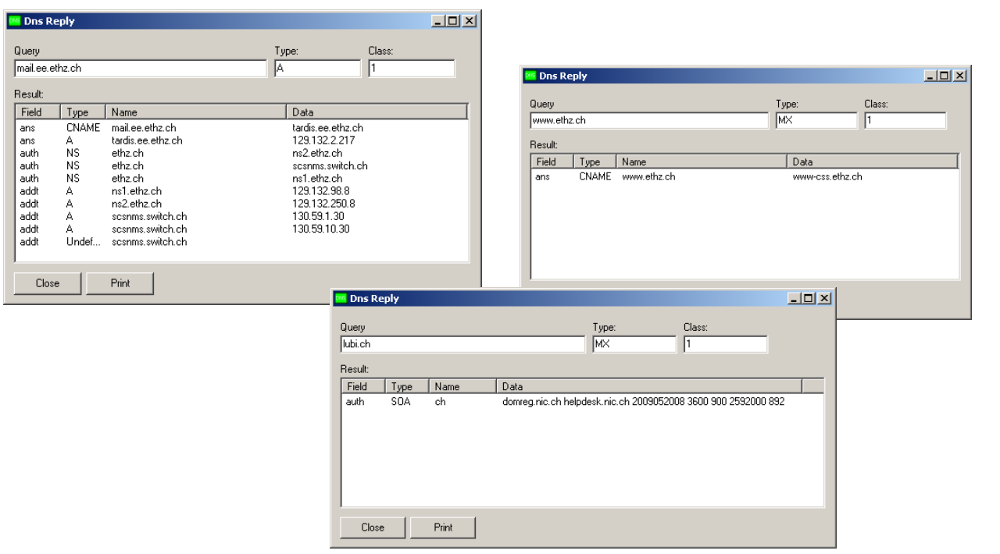 Dns Reply
Query Type: Class:
mail.ee.ethz.ch A 1
Result:
Field Type Name Data
ans CNAME mail.ee.ethz.ch tardis.ee.ethz.ch
ans A tardis.ee.ethz.ch 129.132.2.217
auth NS ethz.ch ns2.ethz.ch
auth NS ethz.ch scsnms.switch.ch
auth NS ethz.ch ns1.ethz.ch
addt A ns1.ethz.ch 129.132.98.8
addt A ns2.ethz.ch 129.132.250.8
addt A scsnms.switch.ch 130.59.1.30
addt A scsnms.switch.ch 130.59.10.30
addt Undef... scsnms.switch.ch
Close Print
Dns Reply
Query Type: Class:
www.ethz.ch MX 1
Result:
Field Type Name Data
ans CNAME www.ethz.ch www-css.ethz.ch
Dns Reply
Query Type: Class:
lubi.ch MX 1
Result:
Field Type Name Data
auth SOA ch domreg.nic.ch helpdesk.nic.ch 2009052008 3600 900 2592000 892
Close Print